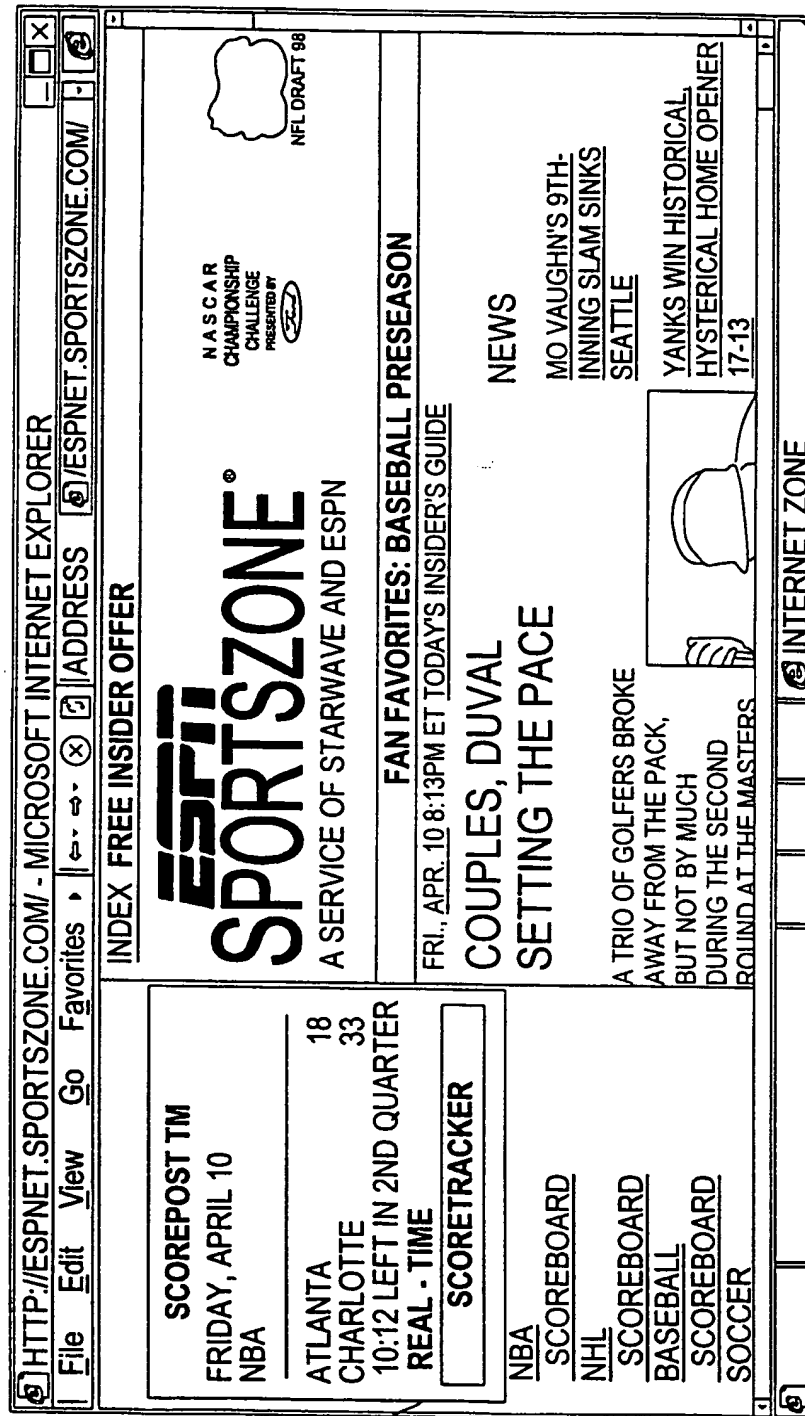 HTTP://ESPNET.SPORTSZONE.COM/ - MICROSOFT INTERNET EXPLORER
File Edit View Go Favorites ADDRESS /ESPNET.SPORTSZONE.COM/
SCOREPOST TM
FRIDAY, APRIL 10
NBA
ATLANTA 18
CHARLOTTE 33
10:12 LEFT IN 2ND QUARTER
REAL - TIME
SCORETRACKER
NBA
SCOREBOARD
NHL
SCOREBOARD
BASEBALL
SCOREBOARD
SOCCER
INDEX FREE INSIDER OFFER
ESPN
SPORTSZONE®
A SERVICE OF STARWAVE AND ESPN
NASCAR
CHAMPIONSHIP
CHALLENGE
PRESENTED BY
Ford
NFL DRAFT 98
FAN FAVORITES: BASEBALL PRESEASON
FRI., APR. 10 8:13PM ET TODAY'S INSIDER'S GUIDE
COUPLES, DUVAL
SETTING THE PACE
A TRIO OF GOLFERS BROKE
AWAY FROM THE PACK,
BUT NOT BY MUCH
DURING THE SECOND
ROUND AT THE MASTERS
NEWS
MO VAUGHN'S 9TH-
INNING SLAM SINKS
SEATTLE
YANKS WIN HISTORICAL,
HYSTERICAL HOME OPENER
17-13
INTERNET ZONE